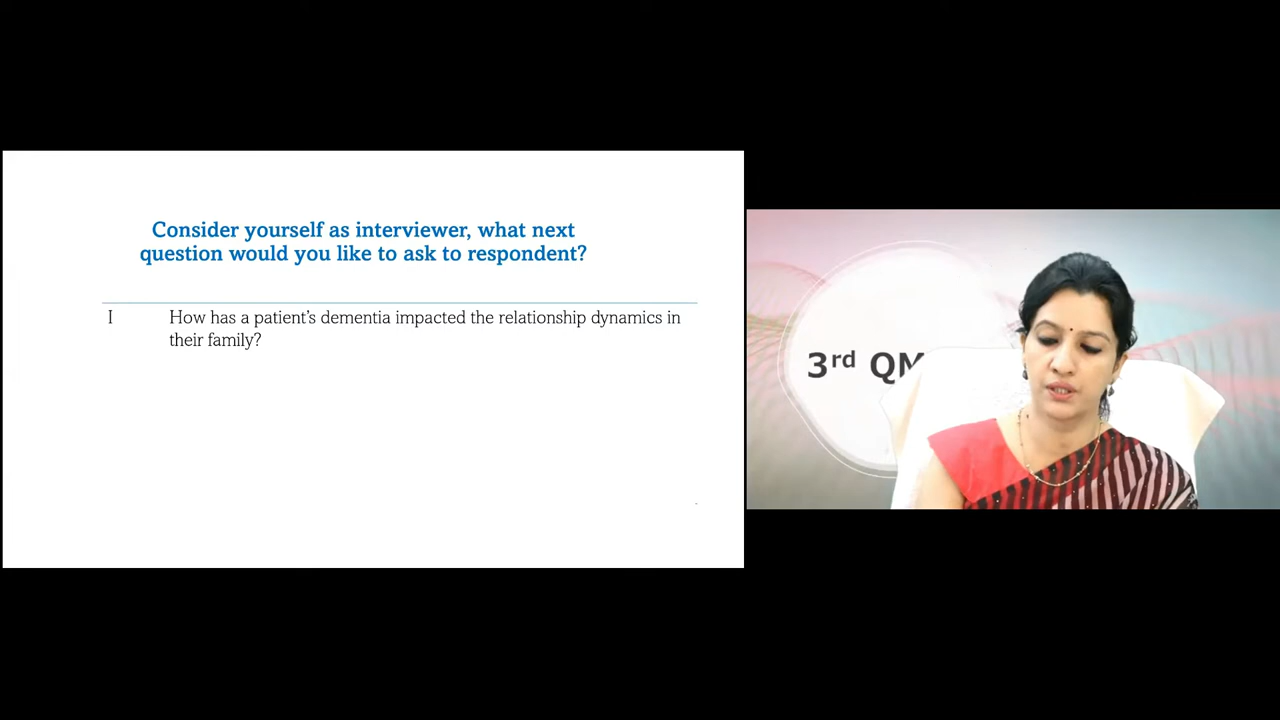 Consider yourself as interviewer, what next
question would you like to ask to respondent?
I How has a patient's dementia impacted the relationship dynamics in
their family?
3rd QM